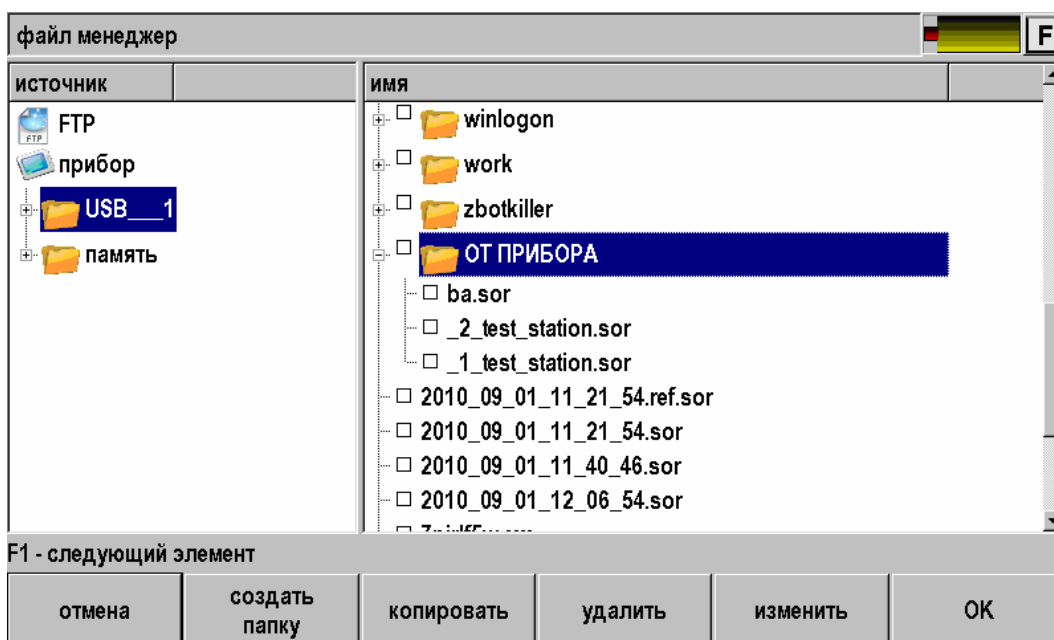 файл менеджер
F
источник
имя
FTP
FTP
прибор
USB___1
память
winlogon
work
zbotkiller
ОТ ПРИБОРА
ba.sor
_2_test_station.sor
_1_test_station.sor
2010_09_01_11_21_54.ref.sor
2010_09_01_11_21_54.sor
2010_09_01_11_40_46.sor
2010_09_01_12_06_54.sor
F1 - следующий элемент
отмена
создать
папку
копировать
удалить
изменить
OK